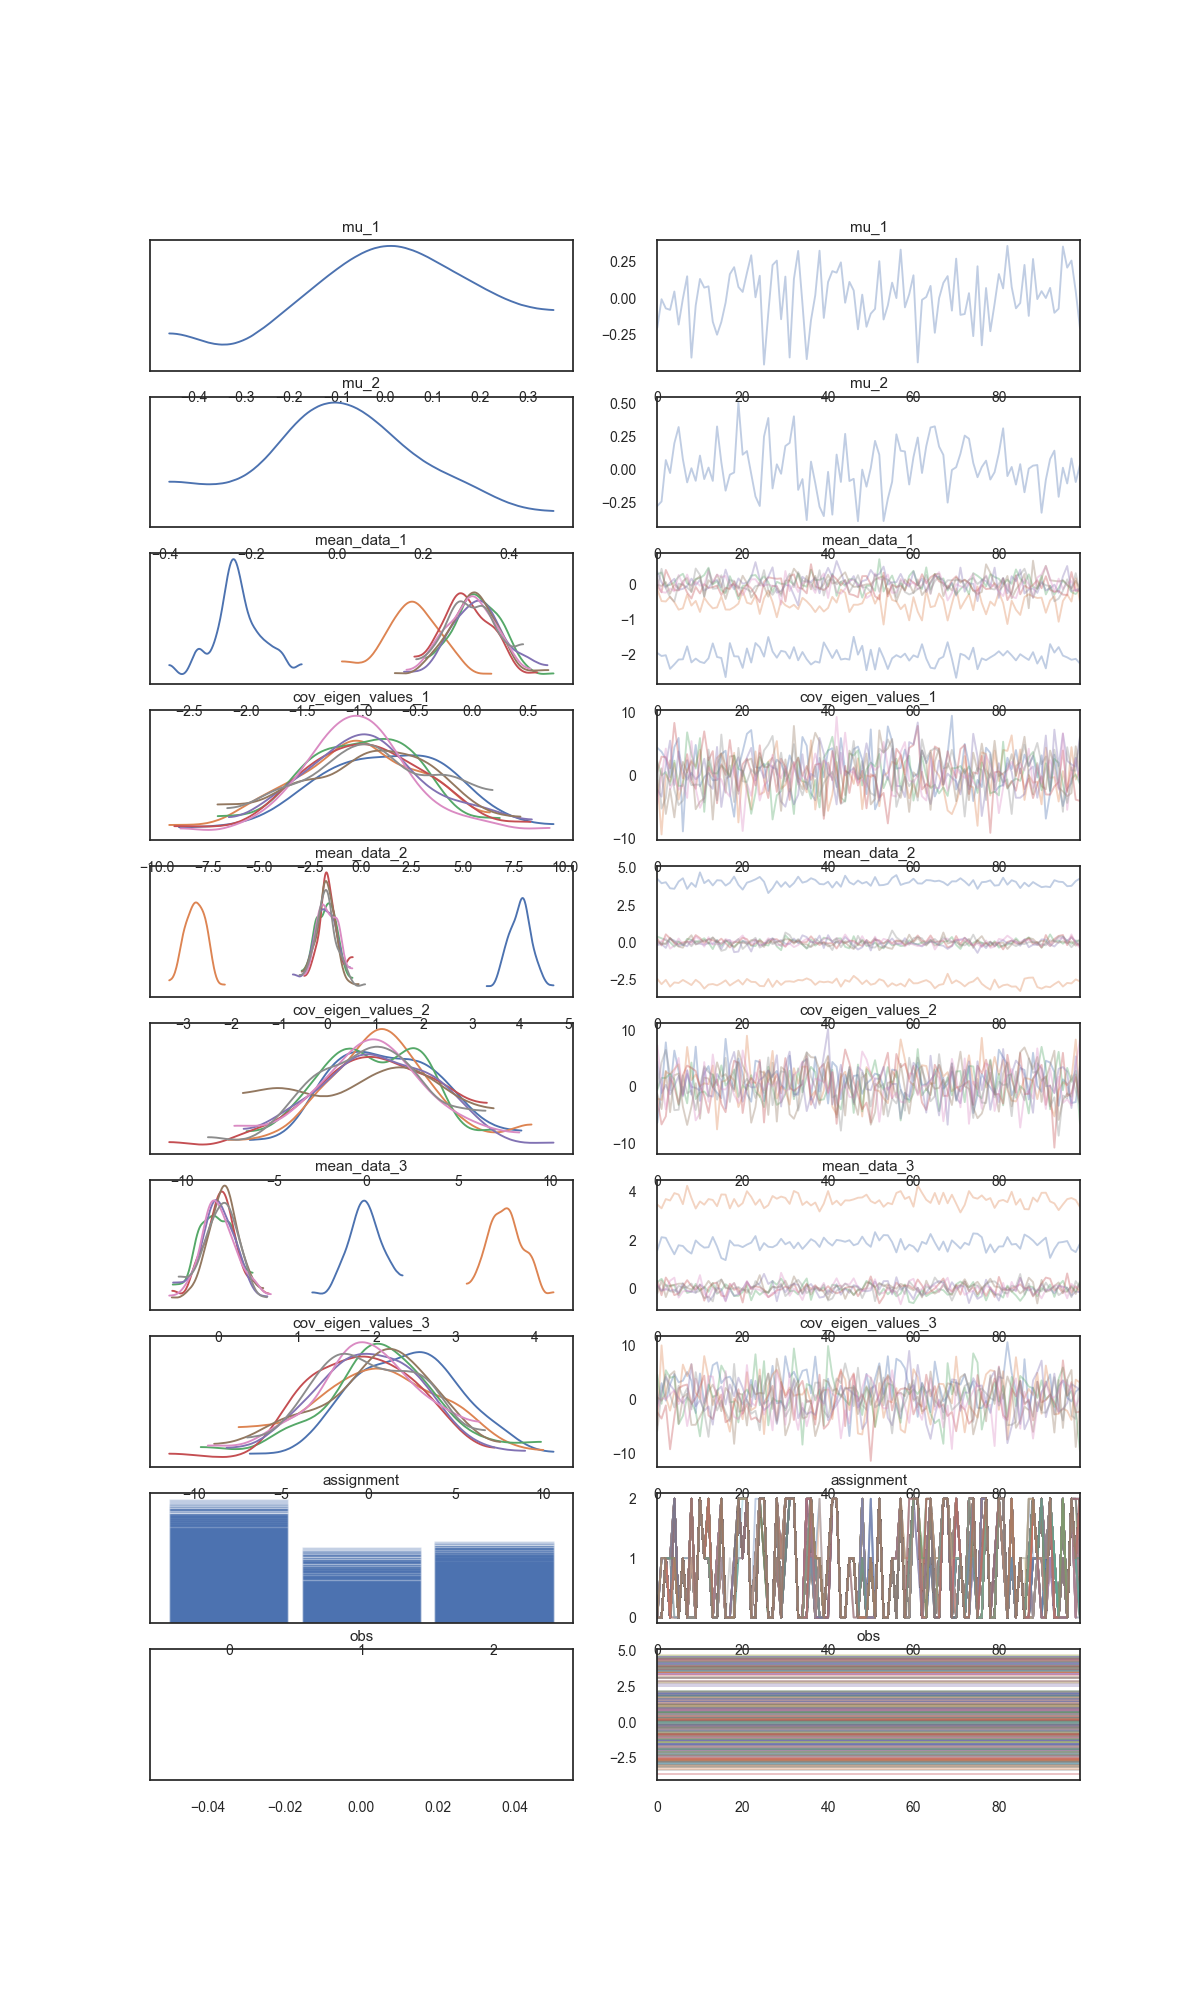 mu_1 mu_1
0.25
0.00
−0.25
mu_2 mu_2
−0.4 −0.3 −0.2 −0.1 0.0 0.1 0.2 0.3 0 20 40 60 80
0.50
0.25
0.00
−0.25
mean_data_1 mean_data_1
−0.4 −0.2 0.0 0.2 0.4 0 20 40 60 80
0
−1
−2
cov_eigen_values_1 cov_eigen_values_1
−2.5 −2.0 −1.5 −1.0 −0.5 0.0 0.5 0 20 40 60 80
10
0
−10
mean_data_2 mean_data_2
−10.0 −7.5 −5.0 −2.5 0.0 2.5 5.0 7.5 10.0 0 20 40 60 80
5.0
2.5
0.0
−2.5
cov_eigen_values_2 cov_eigen_values_2
−3 −2 −1 0 1 2 3 4 5 0 20 40 60 80
10
0
−10
mean_data_3 mean_data_3
−10 −5 0 5 10 0 20 40 60 80
4
2
0
cov_eigen_values_3 cov_eigen_values_3
0 1 2 3 4 0 20 40 60 80
10
0
−10
assignment assignment
−10 −5 0 5 10 0 20 40 60 80
2
1
0
obs obs
0 1 2 0 20 40 60 80
5.0
2.5
0.0
−2.5
−0.04 −0.02 0.00 0.02 0.04 0 20 40 60 80